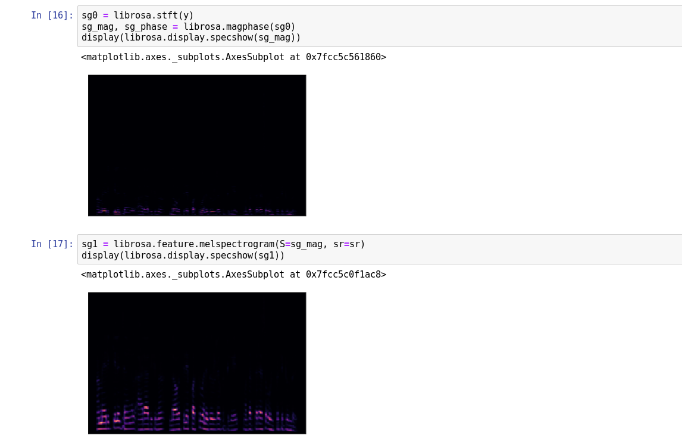 In [16]: sg0 = librosa.stft(y)
sg_mag, sg_phase = librosa.magphase(sg0)
display(librosa.display.specshow(sg_mag))
<matplotlib.axes._subplots.AxesSubplot at 0x7fcc5c561860>
In [17]: sg1 = librosa.feature.melspectrogram(S=sg_mag, sr=sr)
display(librosa.display.specshow(sg1))
<matplotlib.axes._subplots.AxesSubplot at 0x7fcc5c0f1ac8>